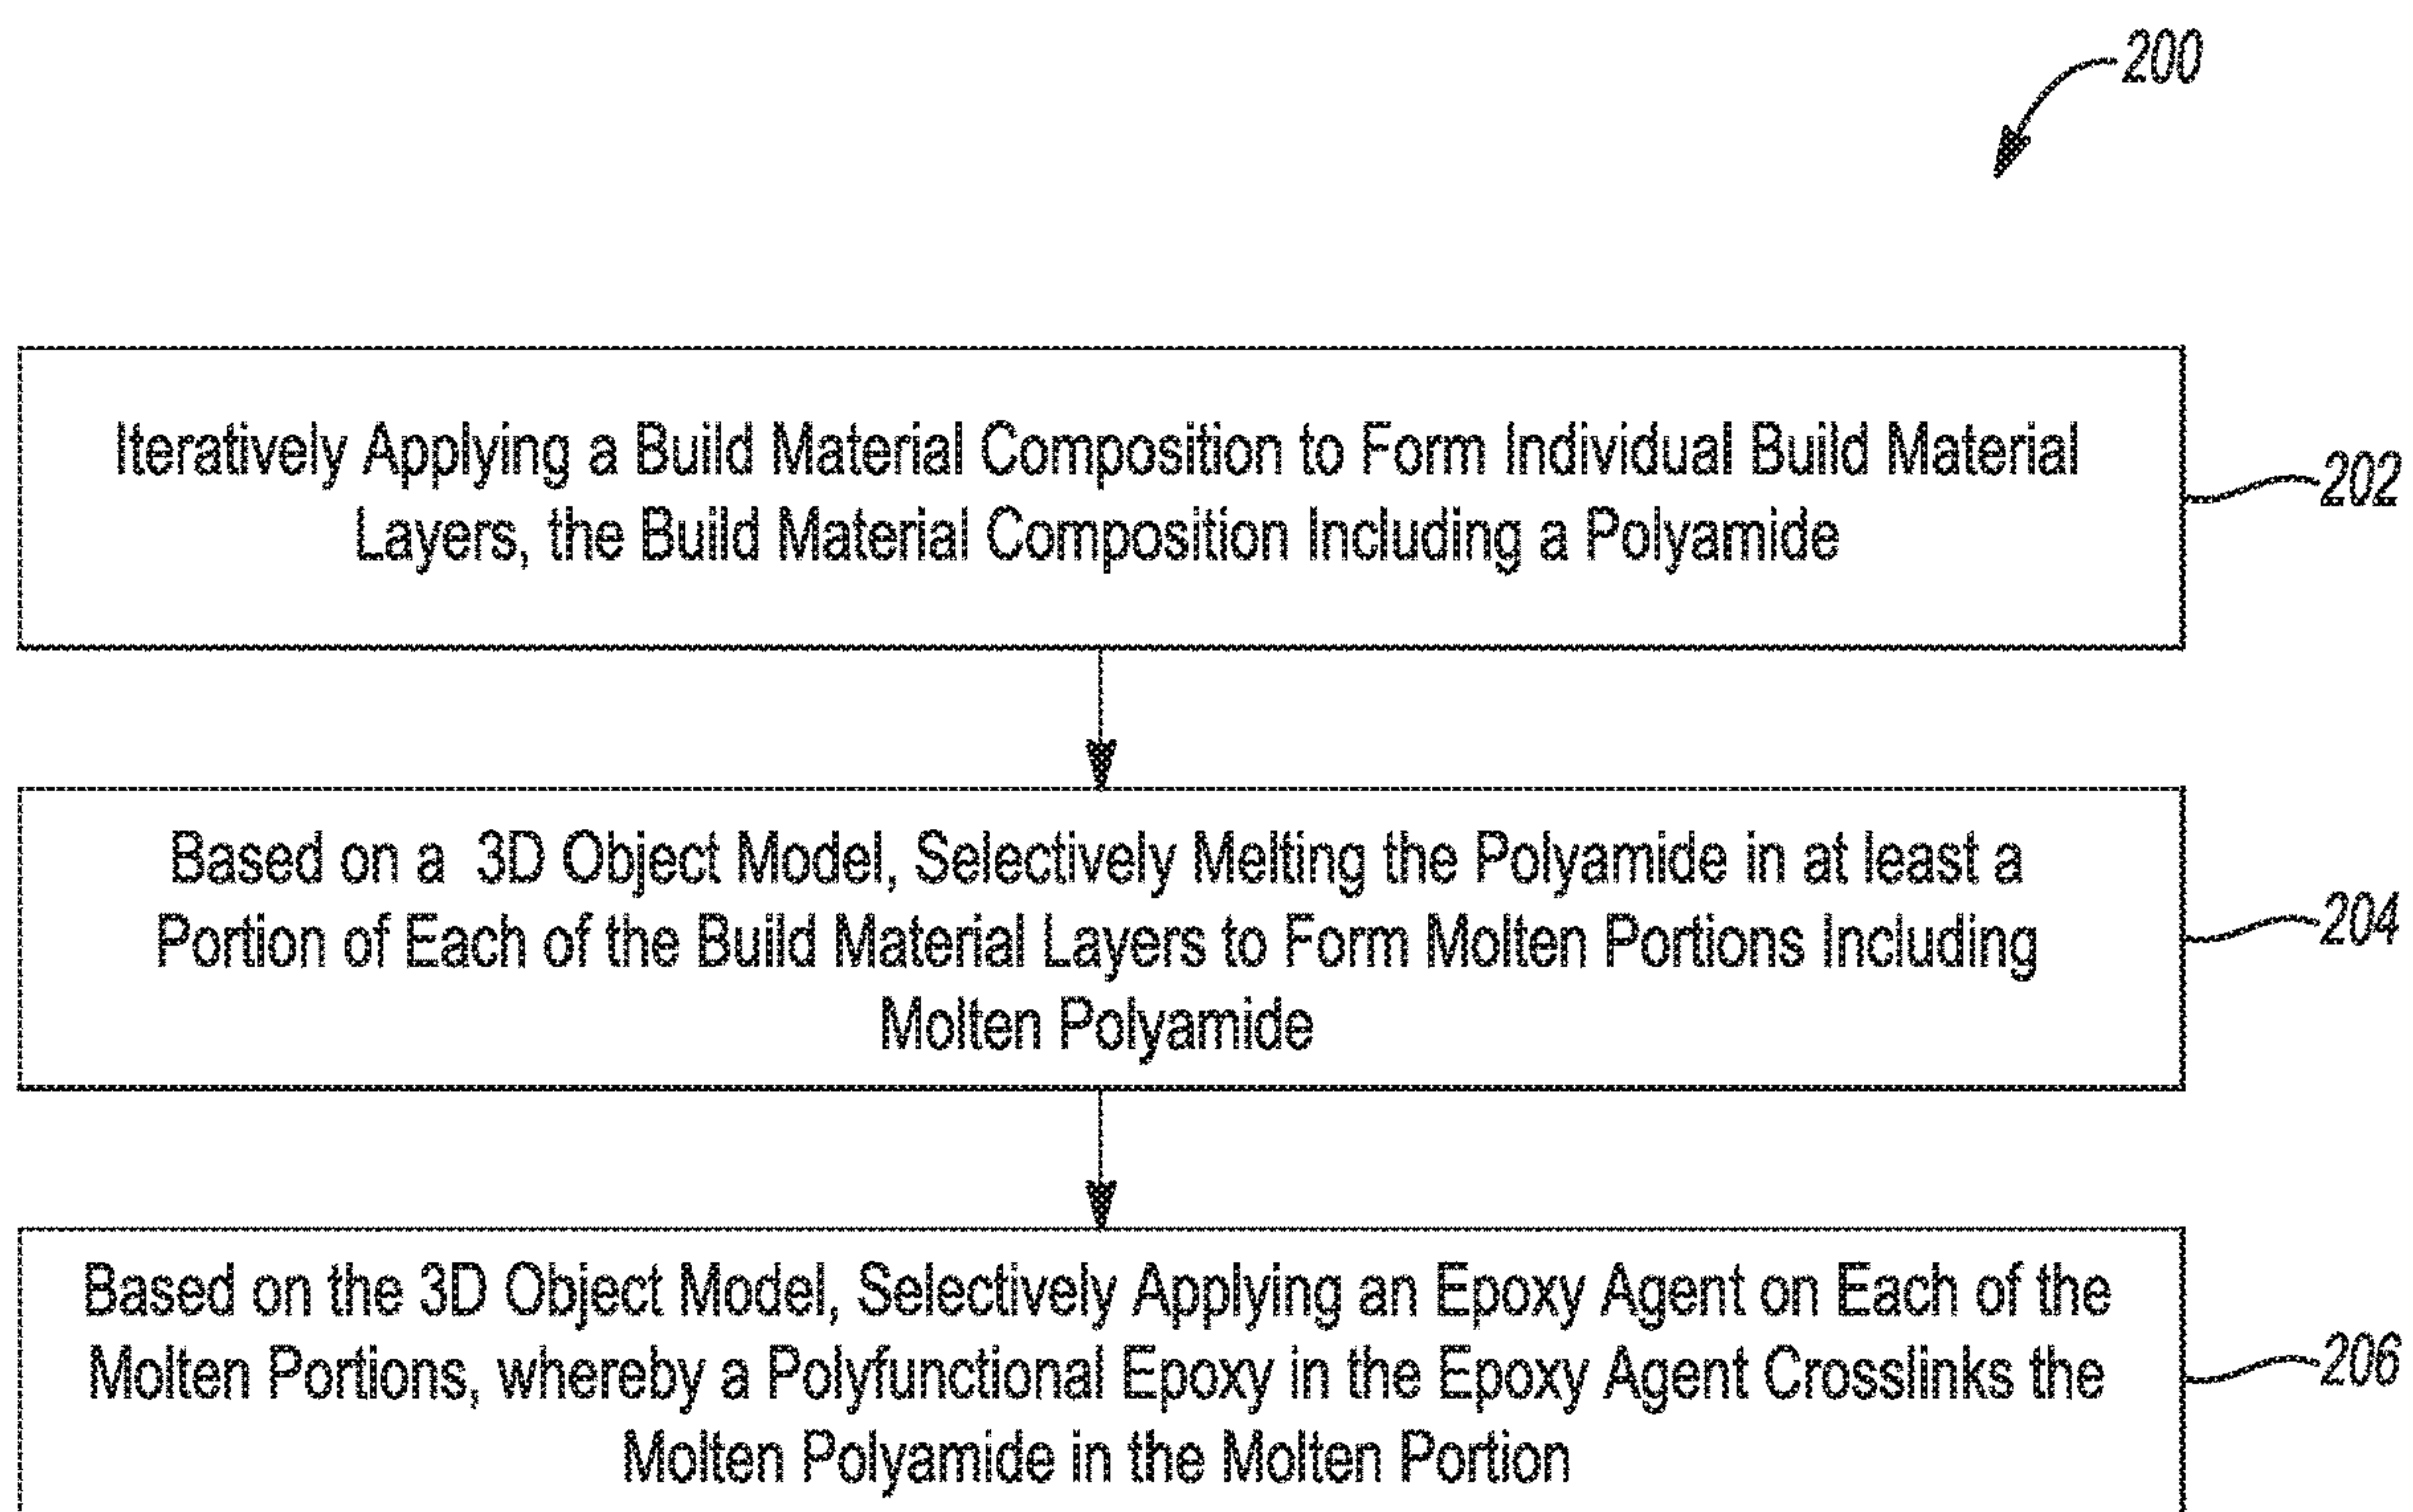 200
Iteratively Applying a Build Material Composition to Form Individual Build Material
Layers, the Build Material Composition Including a Polyamide
202
Based on a 3D Object Model, Selectively Melting the Polyamide in at least a
Portion of Each of the Build Material Layers to Form Molten Portions Including
Molten Polyamide
204
Based on the 3D Object Model, Selectively Applying an Epoxy Agent on Each of the
Molten Portions, whereby a Polyfunctional Epoxy in the Epoxy Agent Crosslinks the
Molten Polyamide in the Molten Portion
206